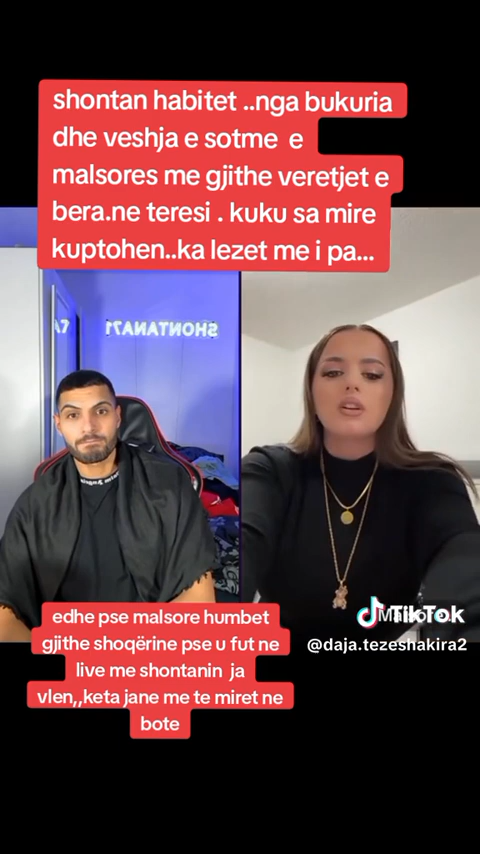 shontan habitet ..nga bukuria
dhe veshja e sotme e
malsores me gjithe veretjet e
bera.ne teresi . kuku sa mire
kuptohen..ka lezet me i pa...
SHONTANA71
edhe pse malsore humbet
gjithe shoqërine pse u fut ne
live me shontanin ja
vlen,,keta jane me te miret ne
bote
TikTok
@daja.tezeshakira2